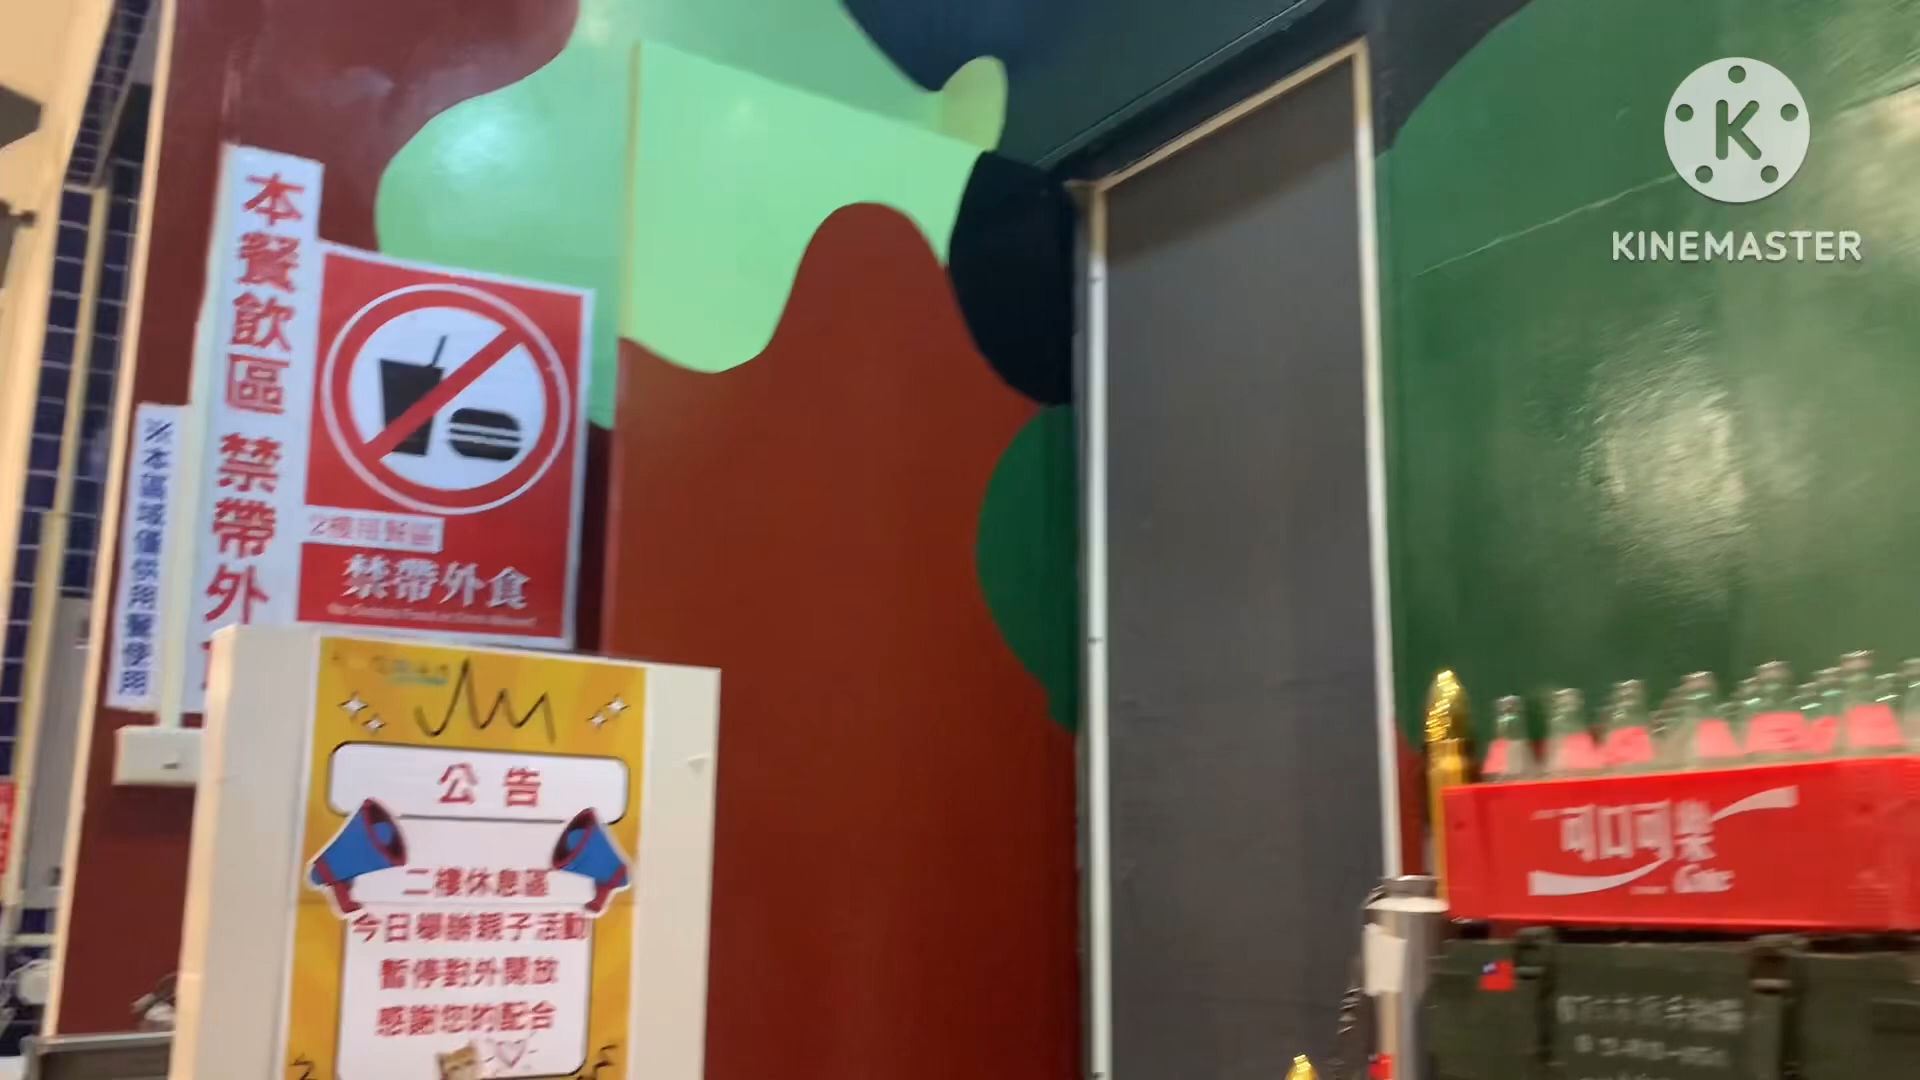 本餐飲區 禁帶外
※本區域僅供用餐使用
2樓用餐區
禁帶外食
公告
二樓休息區
今日舉辦親子活動
暫停對外開放
感謝您的配合
KINEMASTER
可口可樂
Coke